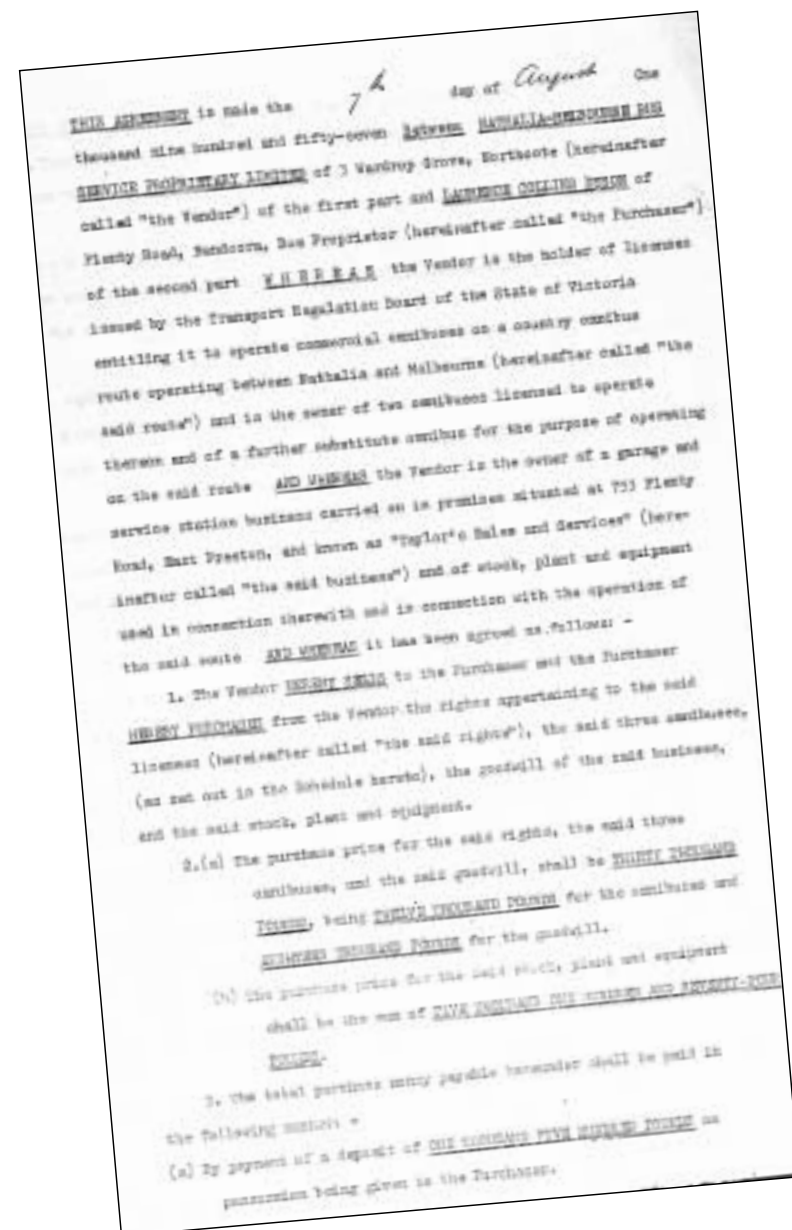 THIS AGREEMENT is made the 7th day of August One
thousand nine hundred and fifty-seven Between NATHALIA-MELBOURNE BUS
SERVICE PROPRIETARY LIMITED of 3 Wardrop Grove, Northcote (hereinafter
called "the Vendor") of the first part and LAURENCE COLLINS of
Plenty Road, Bundoora, Bus Proprietor (hereinafter called "the Purchaser")
of the second part W H E R E A S the Vendor is the holder of licenses
issued by the Transport Regulation Board of the State of Victoria
entitling it to operate commercial omnibuses on a country omnibus
route operating between Nathalia and Melbourne (hereinafter called "the
said route") and is the owner of two omnibuses licensed to operate
thereon and of a further substitute omnibus for the purpose of operating
on the said route AND WHEREAS the Vendor is the owner of a garage and
service station business carried on in premises situated at 733 Plenty
Road, East Preston, and known as "Taylor's Sales and Services" (here-
inafter called "the said business") and of stock, plant and equipment
used in connection therewith and in connection with the operation of
the said route AND WHEREAS it has been agreed as follows: -
1. The Vendor HEREBY SELLS to the Purchaser and the Purchaser
HEREBY PURCHASES from the Vendor the rights appertaining to the said
licenses (hereinafter called "the said rights"), the said three omnibuses,
(as set out in the Schedule hereto), the goodwill of the said business,
and the said stock, plant and equipment.
2.(a) The purchase price for the said rights, the said three
omnibuses, and the said goodwill, shall be THIRTY THOUSAND
POUNDS, being TWELVE THOUSAND POUNDS for the omnibuses and
EIGHTEEN THOUSAND POUNDS for the goodwill.
(b) The purchase price for the said stock, plant and equipment
shall be the sum of FIVE THOUSAND ONE HUNDRED AND SEVENTY-FOUR
POUNDS.
3. The total purchase money payable hereunder shall be paid in
the following manner: -
(a) By payment of a deposit of ONE THOUSAND FIVE HUNDRED POUNDS on
possession being given to the Purchaser.